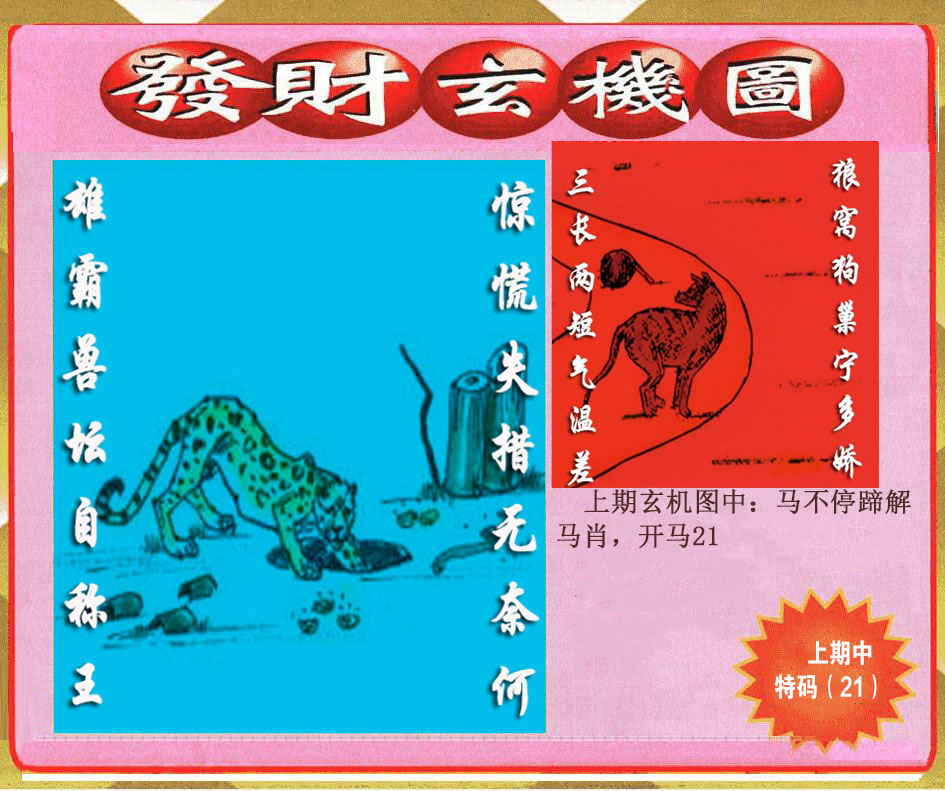 發財玄機圖
雄霸兽坛自称王
惊慌失措无奈何
三长两短气温差
狼窝狗巢宁多娇
上期玄机图中：马不停蹄解
马肖，开马21
上期中
特码（21）